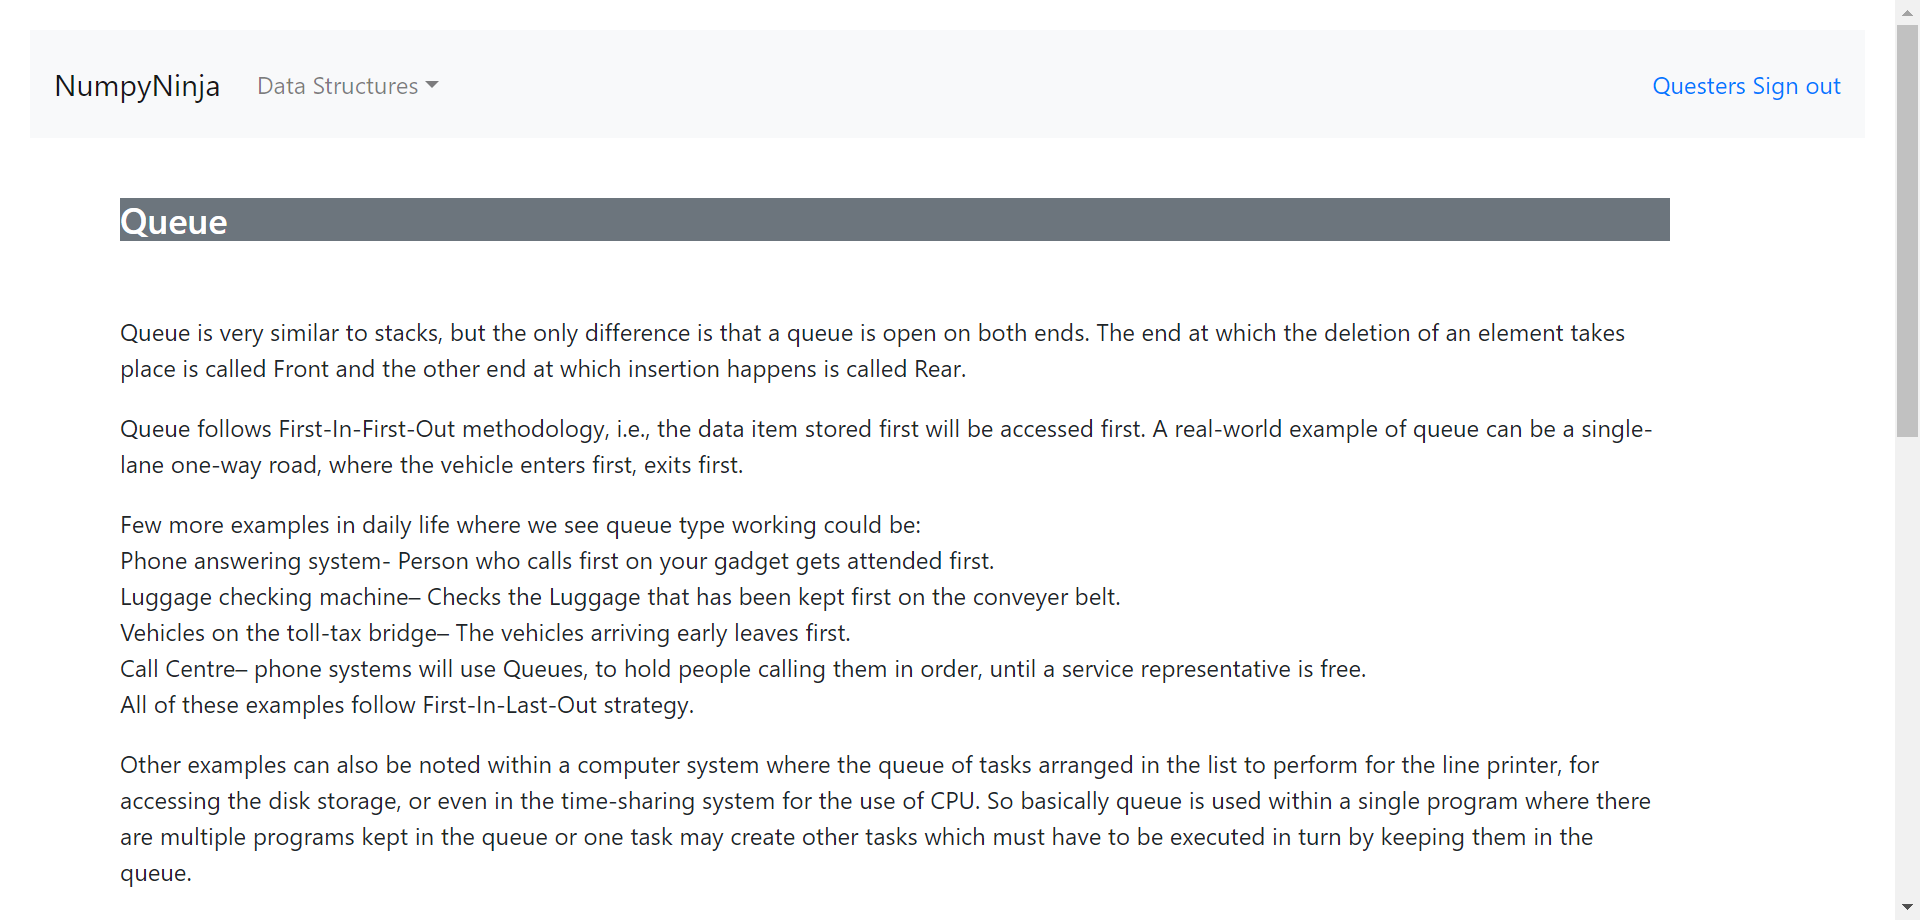 NumpyNinja Data Structures Questers Sign out
Queue
Queue is very similar to stacks, but the only difference is that a queue is open on both ends. The end at which the deletion of an element takes
place is called Front and the other end at which insertion happens is called Rear.
Queue follows First-In-First-Out methodology, i.e., the data item stored first will be accessed first. A real-world example of queue can be a single-
lane one-way road, where the vehicle enters first, exits first.
Few more examples in daily life where we see queue type working could be:
Phone answering system- Person who calls first on your gadget gets attended first.
Luggage checking machine– Checks the Luggage that has been kept first on the conveyer belt.
Vehicles on the toll-tax bridge– The vehicles arriving early leaves first.
Call Centre– phone systems will use Queues, to hold people calling them in order, until a service representative is free.
All of these examples follow First-In-Last-Out strategy.
Other examples can also be noted within a computer system where the queue of tasks arranged in the list to perform for the line printer, for
accessing the disk storage, or even in the time-sharing system for the use of CPU. So basically queue is used within a single program where there
are multiple programs kept in the queue or one task may create other tasks which must have to be executed in turn by keeping them in the
queue.